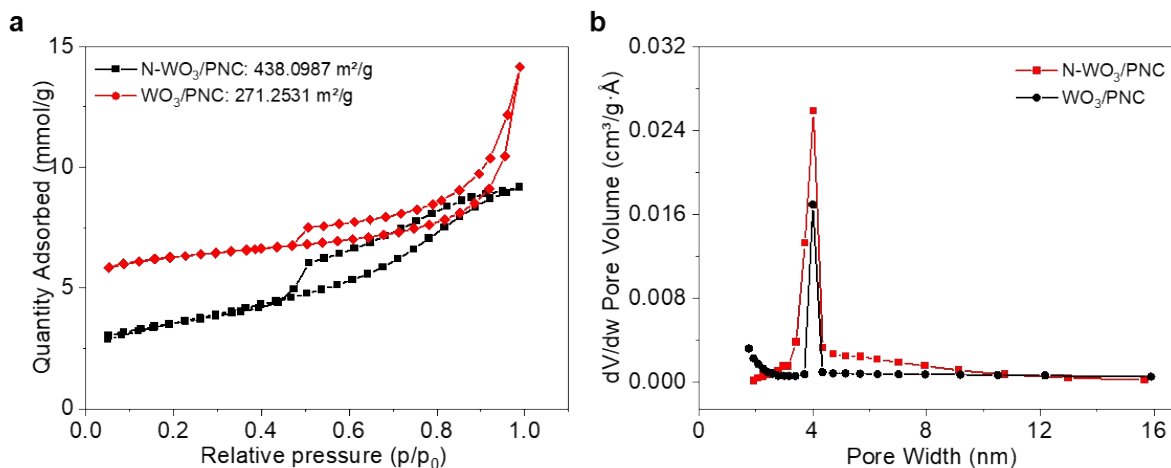 a
15
10
5
0
Quantity Adsorbed (mmol/g)
N-WO₃/PNC: 438.0987 m²/g
WO₃/PNC: 271.2531 m²/g
0.0 0.2 0.4 0.6 0.8 1.0
Relative pressure (p/p₀)
b
0.032
0.024
0.016
0.008
0.000
dV/dw Pore Volume (cm³/g·Å)
N-WO₃/PNC
WO₃/PNC
0 4 8 12 16
Pore Width (nm)